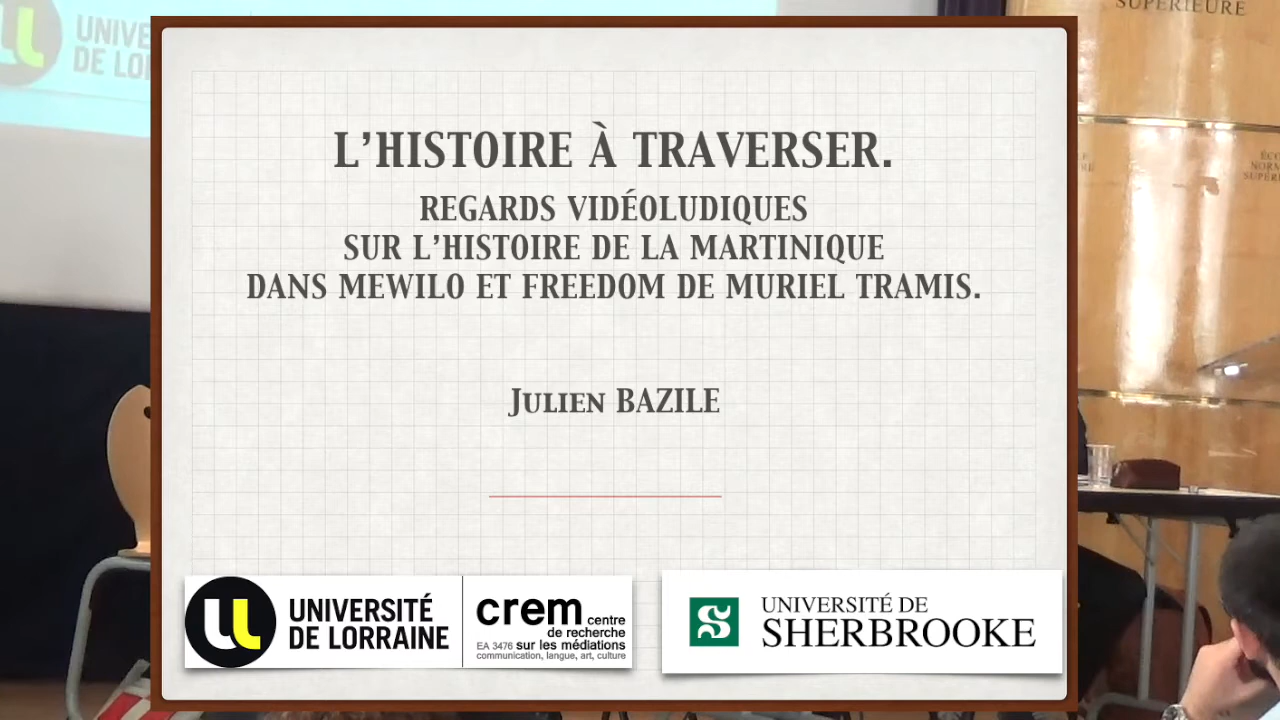 UNIVE
DE LO
SUPÉRIEURE
L'HISTOIRE À TRAVERSER.
REGARDS VIDÉOLUDIQUES
SUR L'HISTOIRE DE LA MARTINIQUE
DANS MEWILO ET FREEDOM DE MURIEL TRAMIS.
Julien BAZILE
UNIVERSITÉ
DE LORRAINE
crem centre
de recherche
EA 3476 sur les médiations
communication, langue, art, culture
UNIVERSITÉ DE
SHERBROOKE